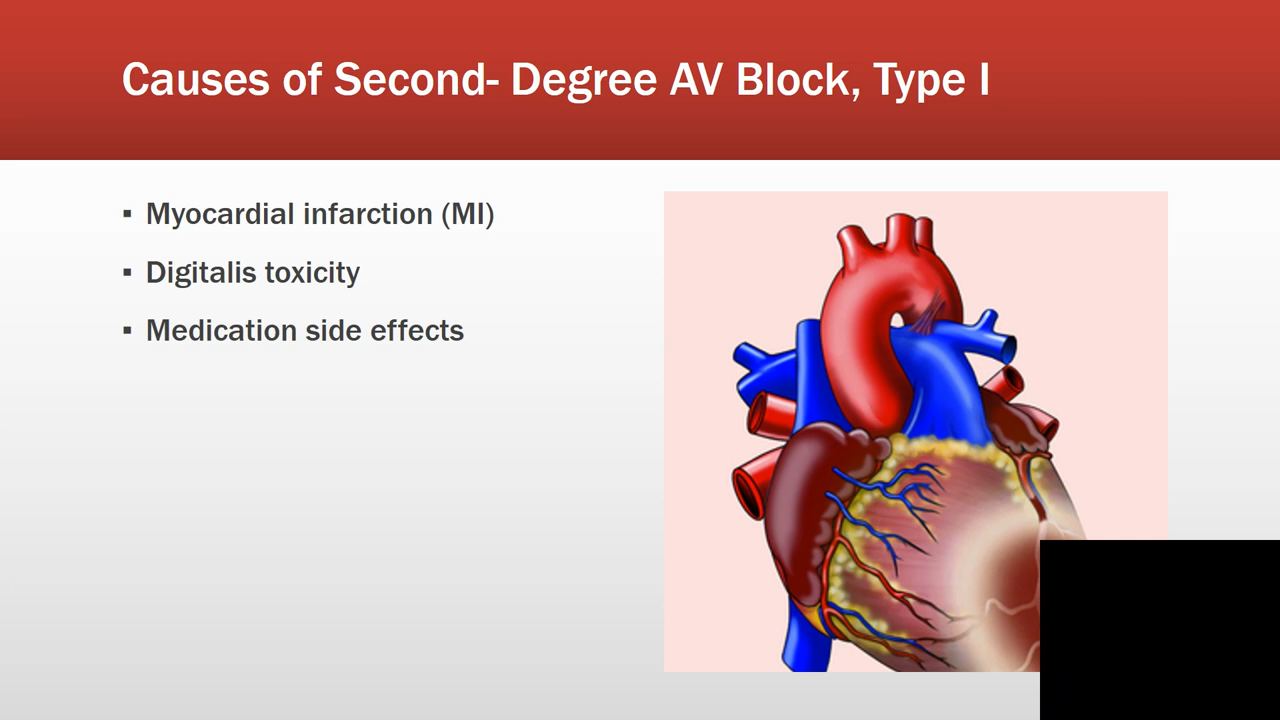 Causes of Second- Degree AV Block, Type I
▪ Myocardial infarction (MI)
▪ Digitalis toxicity
▪ Medication side effects